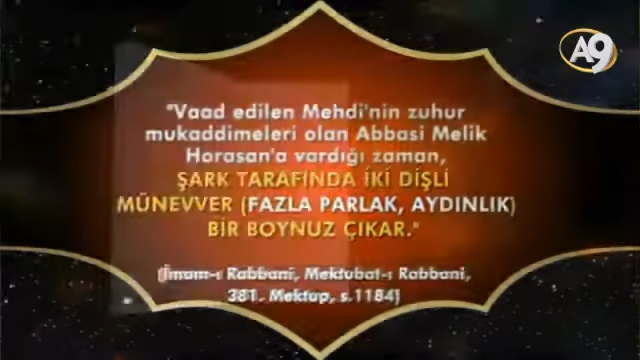 A9
"Vaad edilen Mehdi'nin zuhur
mukaddimeleri olan Abbasi Melik
Horasan'a vardığı zaman,
ŞARK TARAFINDA İKİ DİŞLİ
MÜNEVVER (FAZLA PARLAK, AYDINLIK)
BİR BOYNUZ ÇIKAR."
(İmam-ı Rabbani, Mektubat-ı Rabbani,
381. Mektup, s.1184)